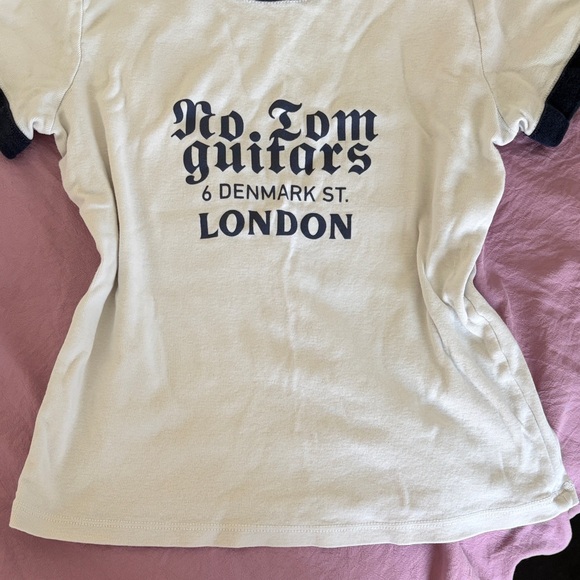 No. Tom
guitars
6 DENMARK ST.
LONDON